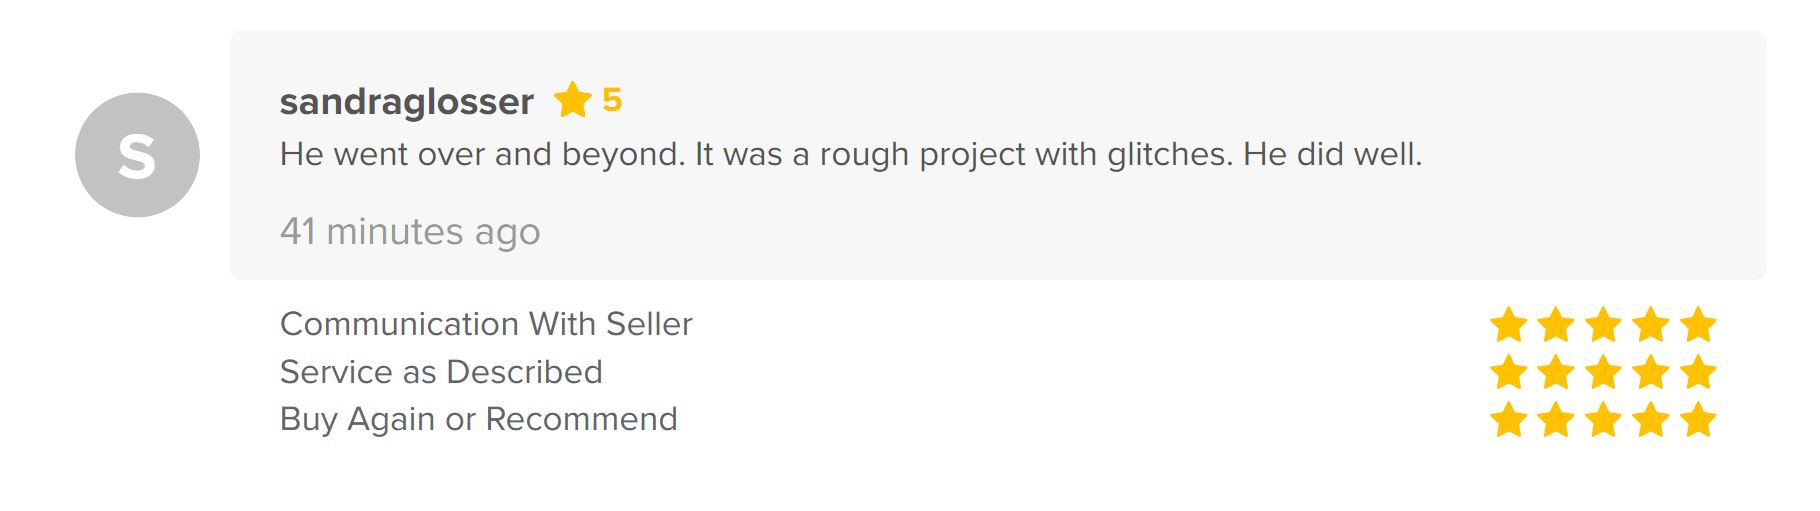 S
sandraglosser 5
He went over and beyond. It was a rough project with glitches. He did well.
41 minutes ago
Communication With Seller
Service as Described
Buy Again or Recommend